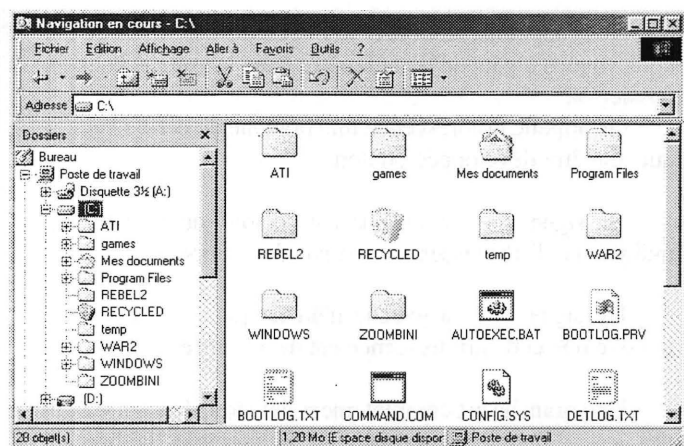 Navigation en cours - C:\
Fichier Edition Affichage Aller à Favoris Outils ?
Adresse C:\
Dossiers x
Bureau
Poste de travail
Disquette 3½ (A:)
(C:)
ATI
games
Mes documents
Program Files
REBEL2
RECYCLED
temp
WAR2
WINDOWS
ZOOMBINI
(D:)
ATI games Mes documents Program Files
REBEL2 RECYCLED temp WAR2
WINDOWS ZOOMBINI AUTOEXEC.BAT BOOTLOG.PRV
BOOTLOG.TXT COMMAND.COM CONFIG.SYS DETLOG.TXT
28 objet(s) 1,20 Mo (Espace disque dispor Poste de travail